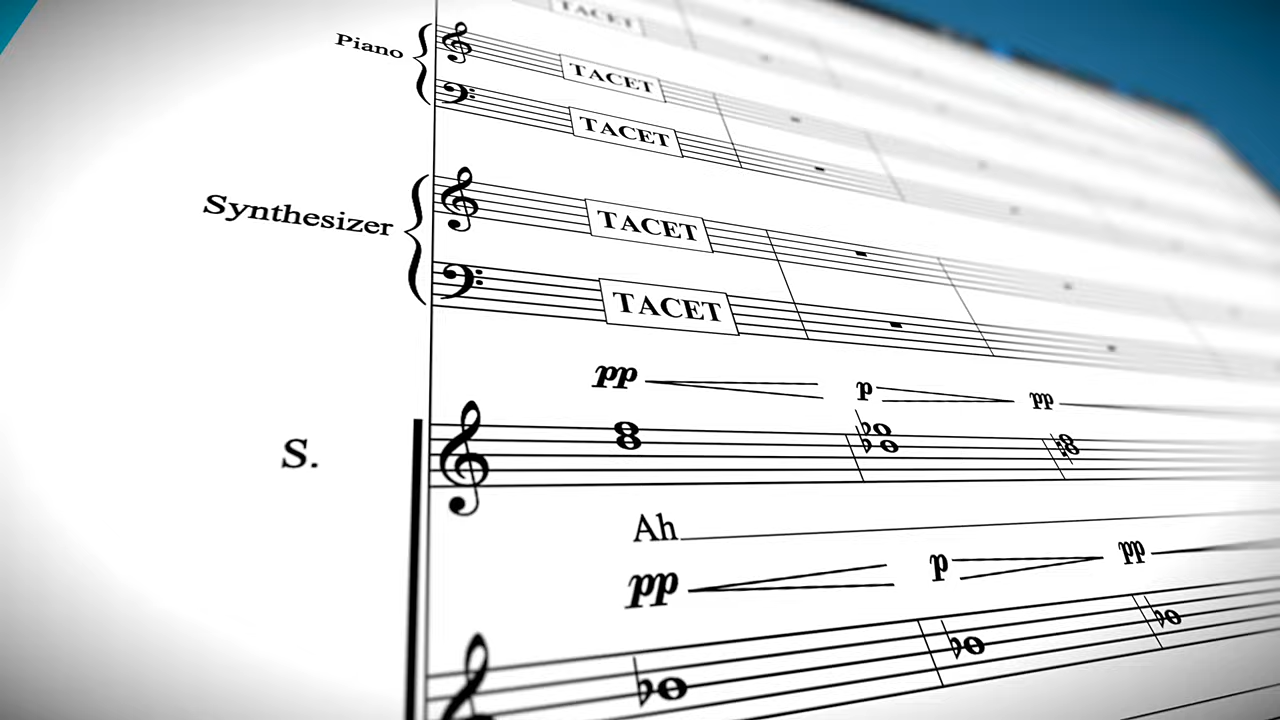 TACET
Piano
TACET
TACET
Synthesizer
TACET
TACET
pp p pp
S.
Ah
pp p pp